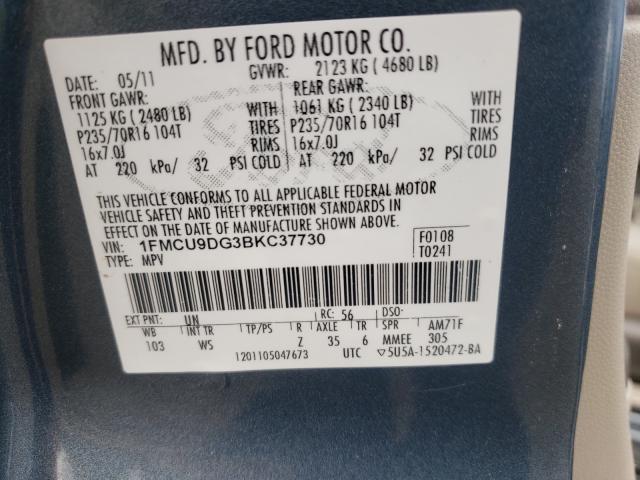 MFD. BY FORD MOTOR CO.
DATE: 05/11 GVWR: 2123 KG ( 4680 LB)
FRONT GAWR: REAR GAWR:
1125 KG ( 2480 LB) WITH 1061 KG ( 2340 LB) WITH
P235/70R16 104T TIRES P235/70R16 104T TIRES
16x7.0J RIMS 16x7.0J RIMS
AT 220 kPa/ 32 PSI COLD AT 220 kPa/ 32 PSI COLD
THIS VEHICLE CONFORMS TO ALL APPLICABLE FEDERAL MOTOR
VEHICLE SAFETY AND THEFT PREVENTION STANDARDS IN
EFFECT ON THE DATE OF MANUFACTURE SHOWN ABOVE.
VIN: 1FMCU9DG3BKC37730 F0108
TYPE: MPV T0241
EXT PNT: UN RC: 56 DSO:
WB INT TR TP/PS R AXLE TR SPR AM71F
103 WS Z 35 6 MMEE 305
1201105047673 UTC ▽5U5A-1520472-BA